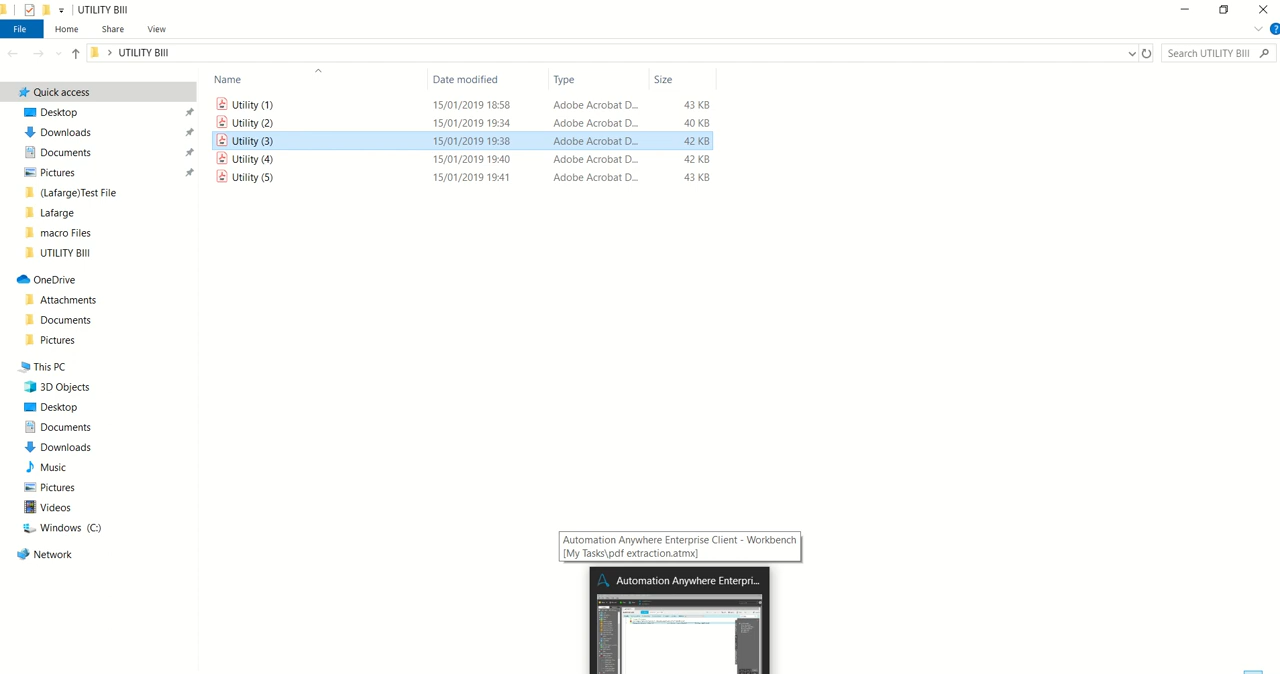 UTILITY BIII
File Home Share View
UTILITY BIII
Search UTILITY BIII
Name Date modified Type Size
Quick access
Desktop
Downloads
Documents
Pictures
(Lafarge)Test File
Lafarge
macro Files
UTILITY BIII
OneDrive
Attachments
Documents
Pictures
This PC
3D Objects
Desktop
Documents
Downloads
Music
Pictures
Videos
Windows (C:)
Network
Utility (1) 15/01/2019 18:58 Adobe Acrobat D... 43 KB
Utility (2) 15/01/2019 19:34 Adobe Acrobat D... 40 KB
Utility (3) 15/01/2019 19:38 Adobe Acrobat D... 42 KB
Utility (4) 15/01/2019 19:40 Adobe Acrobat D... 42 KB
Utility (5) 15/01/2019 19:41 Adobe Acrobat D... 43 KB
Automation Anywhere Enterprise Client - Workbench
[My Tasks\pdf extraction.atmx]
Automation Anywhere Enterpri...